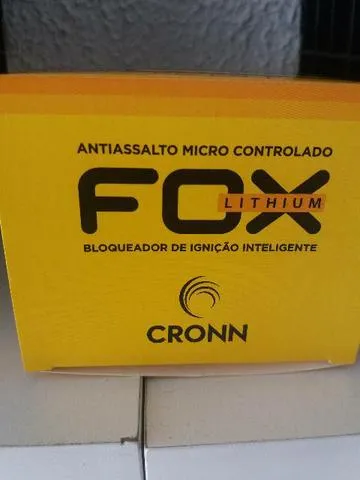 ANTIASSALTO MICRO CONTROLADO
FOX
LITHIUM
BLOQUEADOR DE IGNIÇÃO INTELIGENTE
CRONN